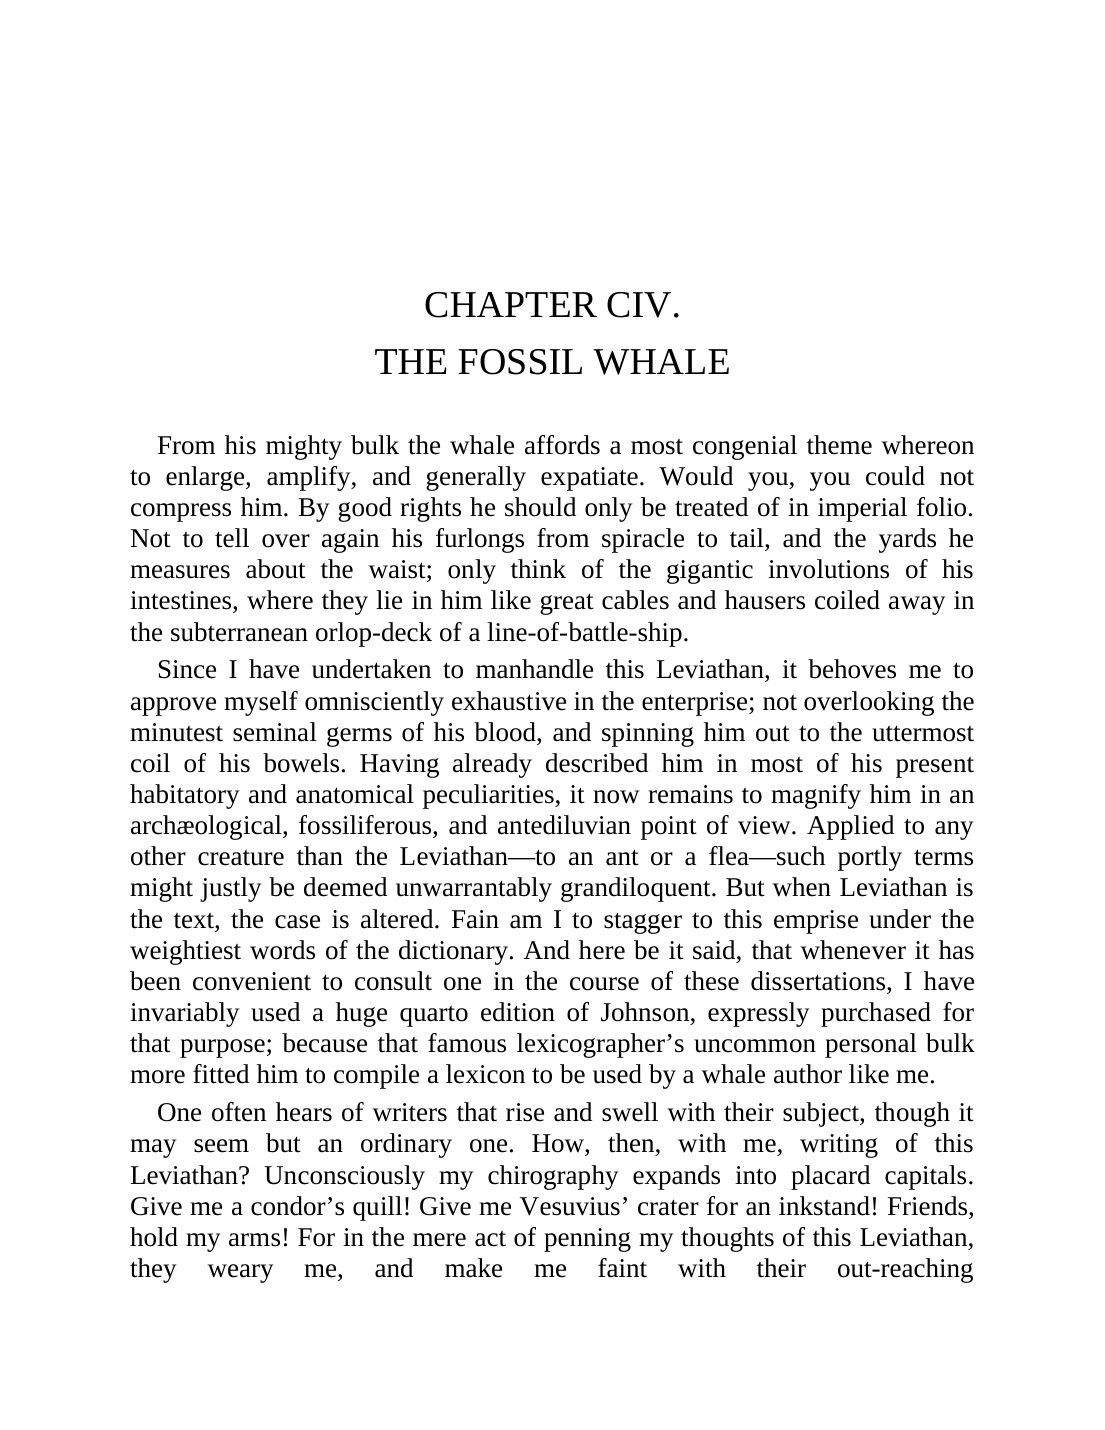 CHAPTER CIV.
THE FOSSIL WHALE
From his mighty bulk the whale affords a most congenial theme whereon
to enlarge, amplify, and generally expatiate. Would you, you could not
compress him. By good rights he should only be treated of in imperial folio.
Not to tell over again his furlongs from spiracle to tail, and the yards he
measures about the waist; only think of the gigantic involutions of his
intestines, where they lie in him like great cables and hausers coiled away in
the subterranean orlop-deck of a line-of-battle-ship.
Since I have undertaken to manhandle this Leviathan, it behoves me to
approve myself omnisciently exhaustive in the enterprise; not overlooking the
minutest seminal germs of his blood, and spinning him out to the uttermost
coil of his bowels. Having already described him in most of his present
habitatory and anatomical peculiarities, it now remains to magnify him in an
archæological, fossiliferous, and antediluvian point of view. Applied to any
other creature than the Leviathan—to an ant or a flea—such portly terms
might justly be deemed unwarrantably grandiloquent. But when Leviathan is
the text, the case is altered. Fain am I to stagger to this emprise under the
weightiest words of the dictionary. And here be it said, that whenever it has
been convenient to consult one in the course of these dissertations, I have
invariably used a huge quarto edition of Johnson, expressly purchased for
that purpose; because that famous lexicographer’s uncommon personal bulk
more fitted him to compile a lexicon to be used by a whale author like me.
One often hears of writers that rise and swell with their subject, though it
may seem but an ordinary one. How, then, with me, writing of this
Leviathan? Unconsciously my chirography expands into placard capitals.
Give me a condor’s quill! Give me Vesuvius’ crater for an inkstand! Friends,
hold my arms! For in the mere act of penning my thoughts of this Leviathan,
they weary me, and make me faint with their out-reaching